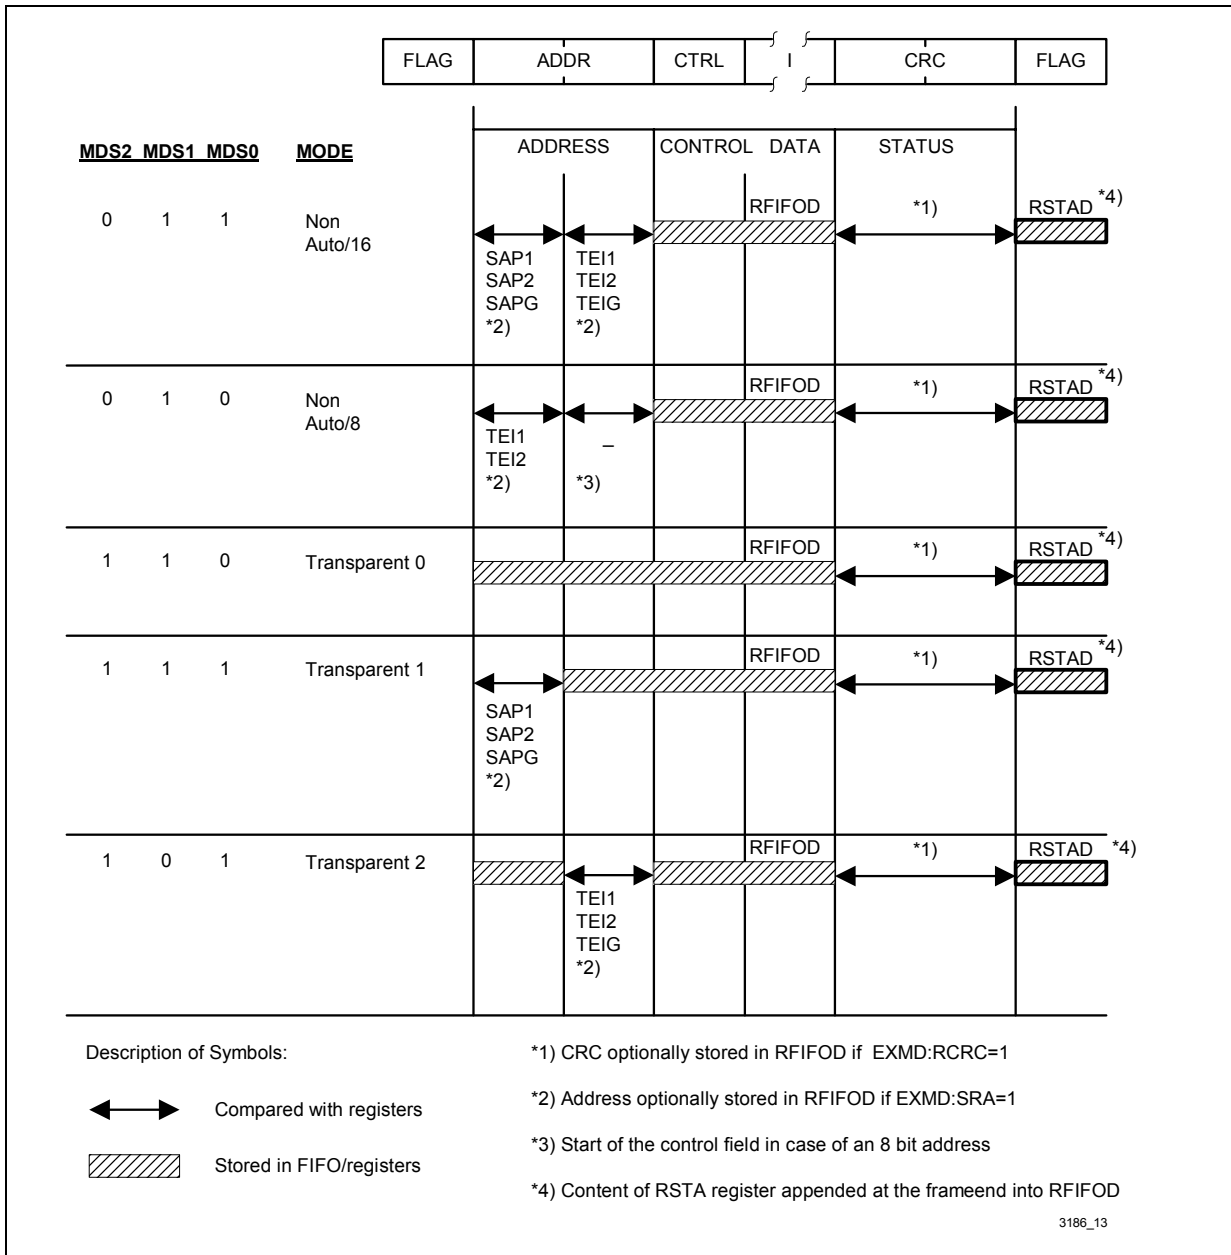 FLAG ADDR CTRL I CRC FLAG
MDS2 MDS1 MDS0 MODE ADDRESS CONTROL DATA STATUS
0 1 1 Non Auto/16 RFIFOD *1) RSTAD *4)
SAP1 TEI1
SAP2 TEI2
SAPG TEIG
*2) *2)
0 1 0 Non Auto/8 RFIFOD *1) RSTAD *4)
TEI1 –
TEI2
*2) *3)
1 1 0 Transparent 0 RFIFOD *1) RSTAD *4)
1 1 1 Transparent 1 RFIFOD *1) RSTAD *4)
SAP1
SAP2
SAPG
*2)
1 0 1 Transparent 2 RFIFOD *1) RSTAD *4)
TEI1
TEI2
TEIG
*2)
Description of Symbols:
Compared with registers
Stored in FIFO/registers
*1) CRC optionally stored in RFIFOD if EXMD:RCRC=1
*2) Address optionally stored in RFIFOD if EXMD:SRA=1
*3) Start of the control field in case of an 8 bit address
*4) Content of RSTA register appended at the frameend into RFIFOD
3186_13